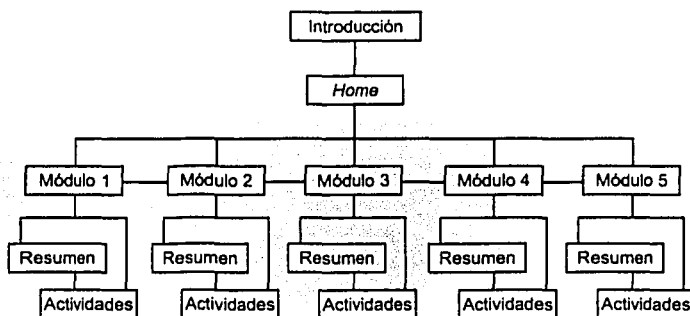 Introducción
Home
Módulo 1 Módulo 2 Módulo 3 Módulo 4 Módulo 5
Resumen Resumen Resumen Resumen Resumen
Actividades Actividades Actividades Actividades Actividades